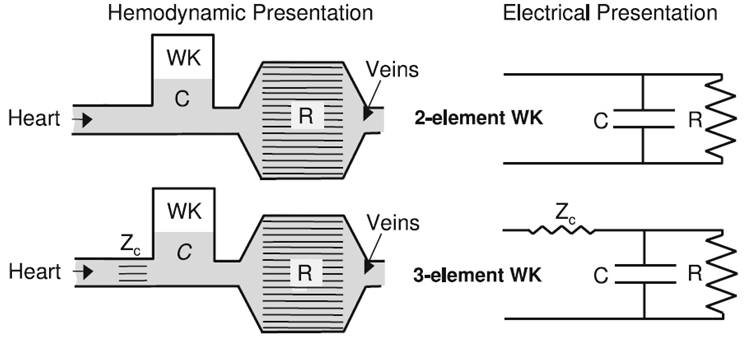 Hemodynamic Presentation
Electrical Presentation
WK
C
Heart
R
Veins
2-element WK
C
R
WK
Zc
C
Heart
R
Veins
3-element WK
Zc
C
R